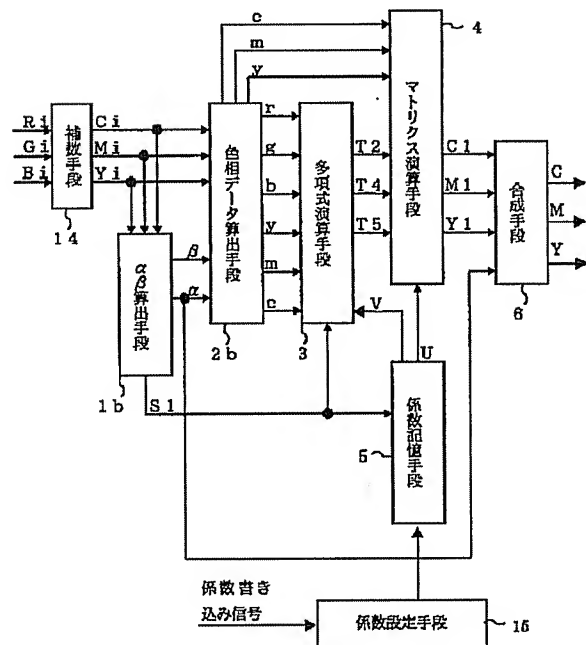 c
m
y
4
Ri
Gi
Bi
補数手段
14
Ci
Mi
Yi
色相データ算出手段
2b
r
g
b
y
m
c
多項式演算手段
3
T2
T4
T5
マトリクス演算手段
C1
M1
Y1
合成手段
6
C
M
Y
αβ算出手段
1b
β
α
S1
V
U
係数記憶手段
5
係数書き
込み信号
係数設定手段
15